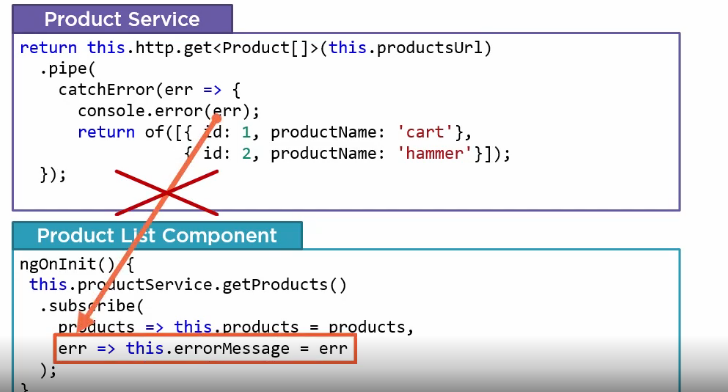 Product Service
return this.http.get<Product[]>(this.productsUrl)
.pipe(
catchError(err => {
console.error(err);
return of([{ id: 1, productName: 'cart'},
{ id: 2, productName: 'hammer'}]);
});
Product List Component
ngOnInit() {
this.productService.getProducts()
.subscribe(
products => this.products = products,
err => this.errorMessage = err
);
}